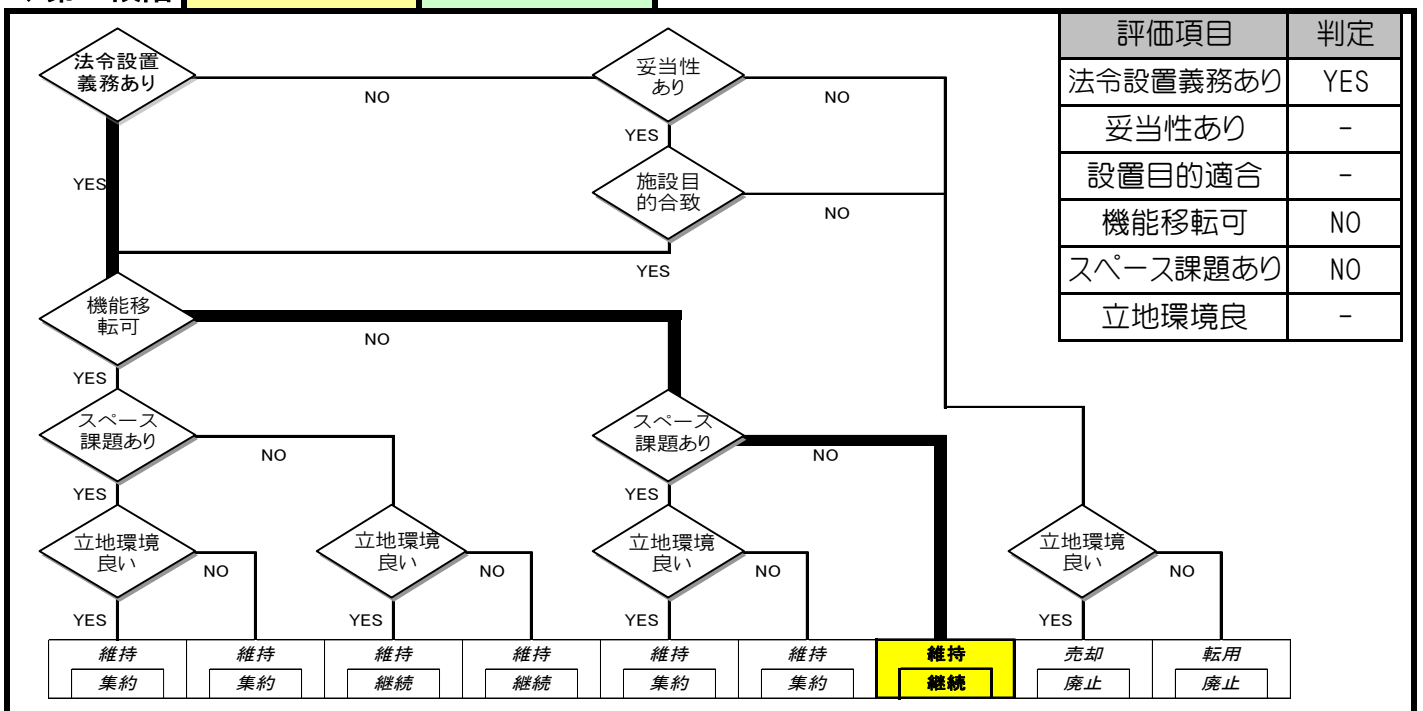 法令設置
義務あり
NO
妥当性
あり
NO
YES
YES
施設目
的合致
NO
YES
機能移
転可
NO
YES
スペース
課題あり
NO
スペース
課題あり
NO
YES
YES
立地環境
良い
NO
立地環境
良い
NO
立地環境
良い
NO
立地環境
良い
NO
YES
YES
YES
YES
維持
集約
維持
集約
維持
継続
維持
継続
維持
集約
維持
集約
維持
継続
売却
廃止
転用
廃止
評価項目 判定
法令設置義務あり YES
妥当性あり -
設置目的適合 -
機能移転可 NO
スペース課題あり NO
立地環境良 -